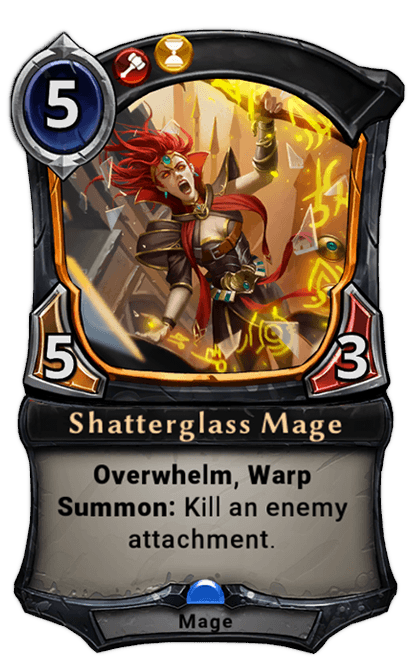 5
5
3
Shatterglass Mage
Overwhelm, Warp
Summon: Kill an enemy
attachment.
Mage